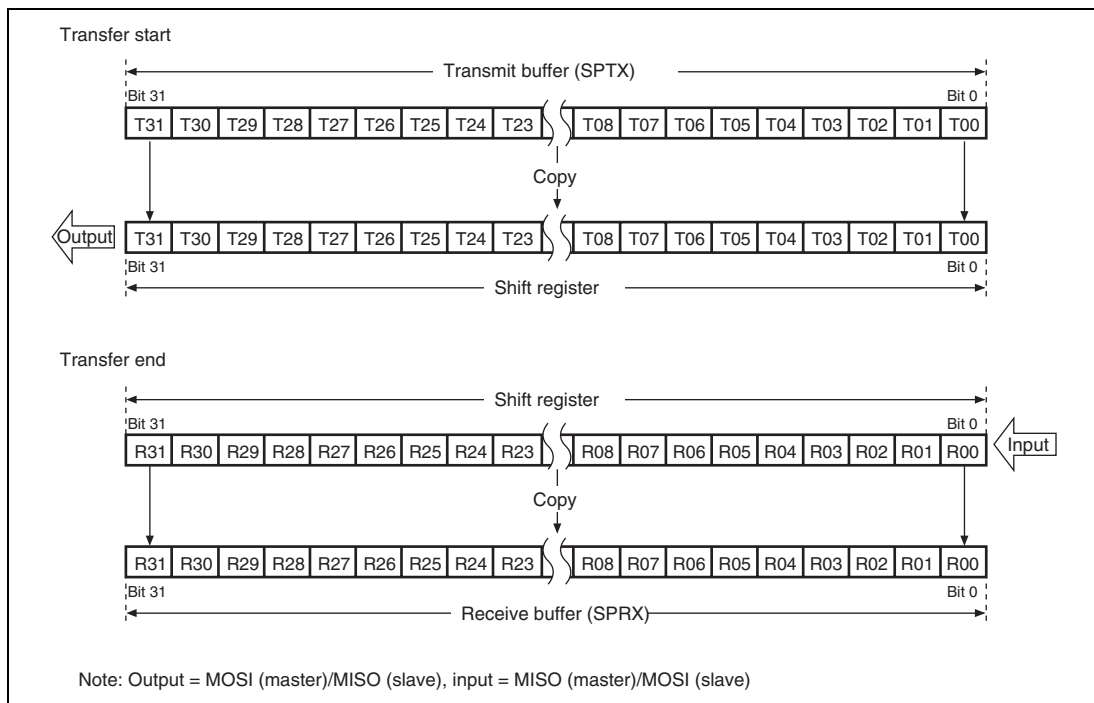 Transfer start
Transmit buffer (SPTX)
Bit 31 Bit 0
T31 T30 T29 T28 T27 T26 T25 T24 T23 T08 T07 T06 T05 T04 T03 T02 T01 T00
Copy
Output T31 T30 T29 T28 T27 T26 T25 T24 T23 T08 T07 T06 T05 T04 T03 T02 T01 T00
Bit 31 Bit 0
Shift register
Transfer end
Shift register
Bit 31 Bit 0
R31 R30 R29 R28 R27 R26 R25 R24 R23 R08 R07 R06 R05 R04 R03 R02 R01 R00 Input
Copy
R31 R30 R29 R28 R27 R26 R25 R24 R23 R08 R07 R06 R05 R04 R03 R02 R01 R00
Bit 31 Bit 0
Receive buffer (SPRX)
Note: Output = MOSI (master)/MISO (slave), input = MISO (master)/MOSI (slave)